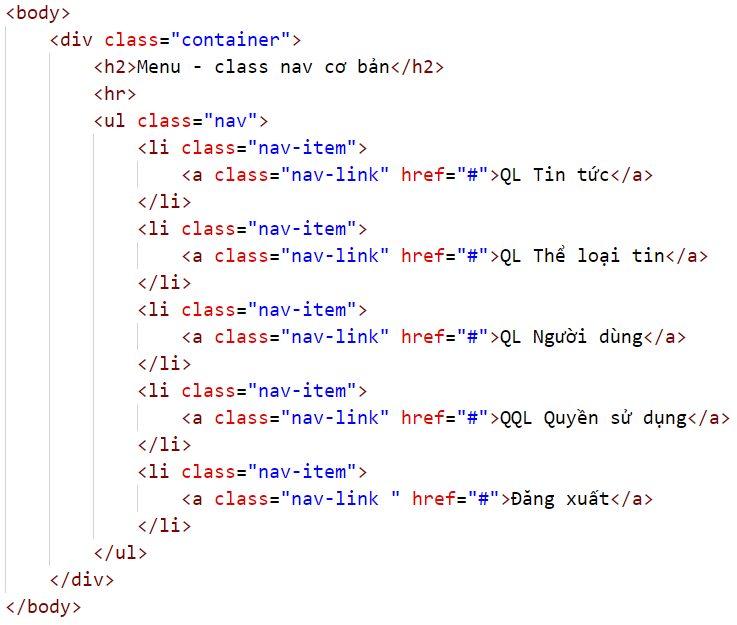 <body>
<div class="container">
<h2>Menu - class nav cơ bản</h2>
<hr>
<ul class="nav">
<li class="nav-item">
<a class="nav-link" href="#">QL Tin tức</a>
</li>
<li class="nav-item">
<a class="nav-link" href="#">QL Thể loại tin</a>
</li>
<li class="nav-item">
<a class="nav-link" href="#">QL Người dùng</a>
</li>
<li class="nav-item">
<a class="nav-link" href="#">QQL Quyền sử dụng</a>
</li>
<li class="nav-item">
<a class="nav-link " href="#">Đăng xuất</a>
</li>
</ul>
</div>
</body>